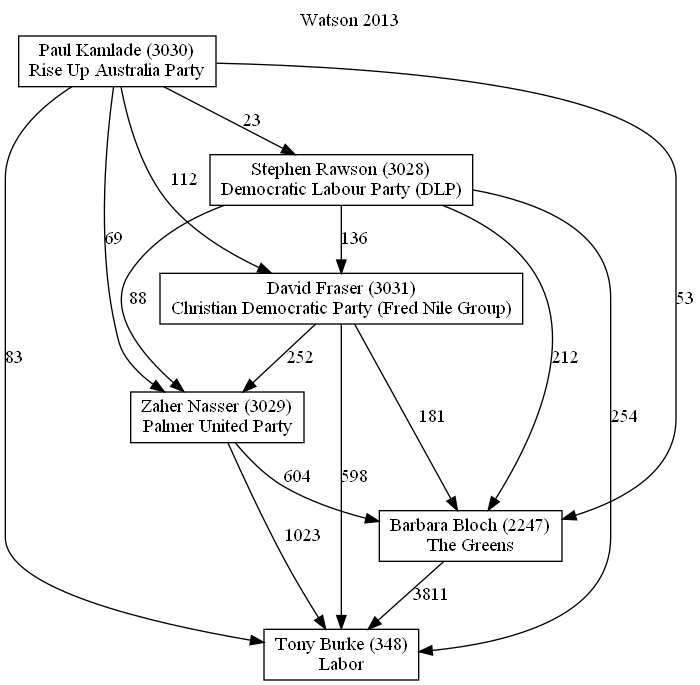 Watson 2013
Paul Kamlade (3030)
Rise Up Australia Party
23
Stephen Rawson (3028)
Democratic Labour Party (DLP)
112
69
136
53
David Fraser (3031)
Christian Democratic Party (Fred Nile Group)
88
83
252
212
254
Zaher Nasser (3029)
Palmer United Party
181
604
598
1023
Barbara Bloch (2247)
The Greens
3811
Tony Burke (348)
Labor